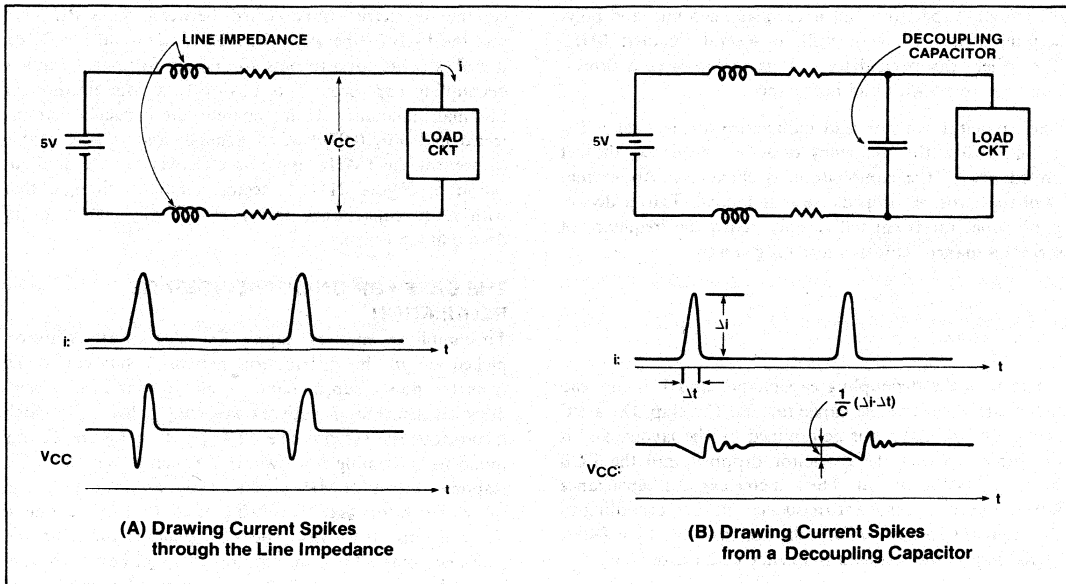 LINE IMPEDANCE
i
5V
VCC
LOAD
CKT
i:
t
VCC
t
(A) Drawing Current Spikes
through the Line Impedance
DECOUPLING
CAPACITOR
5V
LOAD
CKT
Δi
i:
t
Δt
1/C (Δi·Δt)
VCC:
t
(B) Drawing Current Spikes
from a Decoupling Capacitor